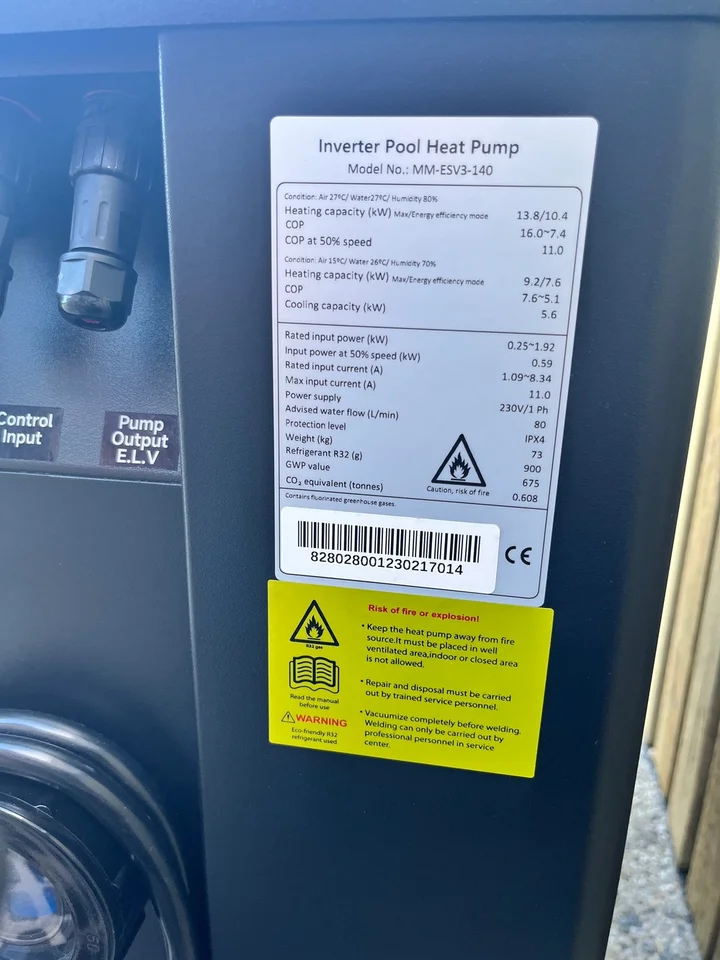 Inverter Pool Heat Pump
Model No.: MM-ESV3-140
Condition: Air 27ºC/ Water27ºC/ Humidity 80%
Heating capacity (kW) Max/Energy efficiency mode 13.8/10.4
COP 16.0~7.4
COP at 50% speed 11.0
Condition: Air 15ºC/ Water 26ºC/ Humidity 70%
Heating capacity (kW) Max/Energy efficiency mode 9.2/7.6
COP 7.6~5.1
Cooling capacity (kW) 5.6
Rated input power (kW) 0.25~1.92
Input power at 50% speed (kW) 0.59
Rated input current (A) 1.09~8.34
Max input current (A) 11.0
Power supply 230V/1 Ph
Advised water flow (L/min) 80
Protection level IPX4
Weight (kg) 73
Refrigerant R32 (g) 900
GWP value 675
CO₂ equivalent (tonnes) 0.608
Caution, risk of fire
Contains fluorinated greenhouse gases.
828028001230217014
CE
Control
Input
Pump
Output
E.L.V
Risk of fire or explosion!
R32 gas
Read the manual
before use
WARNING
Eco-friendly R32
refrigerant used
• Keep the heat pump away from fire
source.It must be placed in well
ventilated area,indoor or closed area
is not allowed.
• Repair and disposal must be carried
out by trained service personnel.
• Vacuumize completely before welding.
Welding can only be carried out by
professional personnel in service
center.